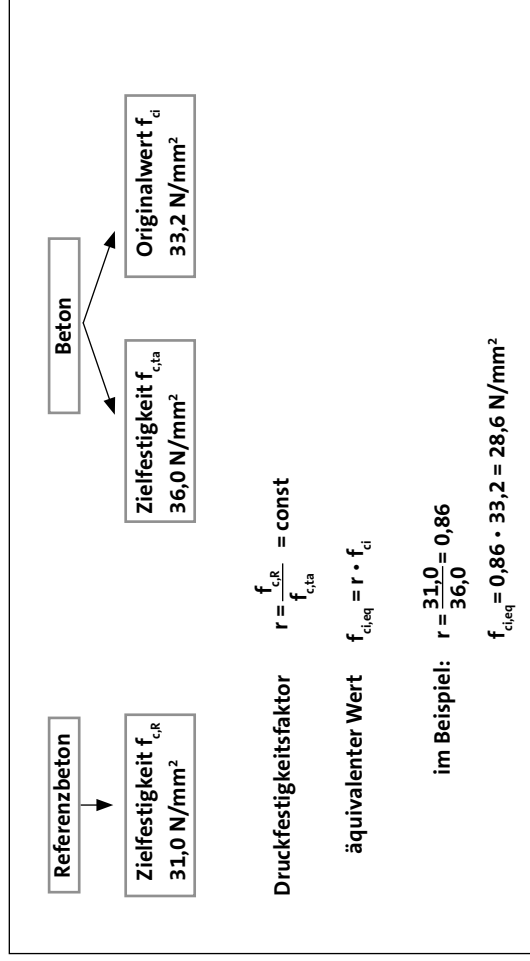 Referenzbeton
Beton
Zielfestigkeit f_c,R
31,0 N/mm²
Zielfestigkeit f_c,ta
36,0 N/mm²
Originalwert f_ci
33,2 N/mm²
Druckfestigkeitsfaktor r = f_c,R / f_c,ta = const
äquivalenter Wert f_ci,eq = r • f_ci
im Beispiel: r = 31,0 / 36,0 = 0,86
f_ci,eq = 0,86 • 33,2 = 28,6 N/mm²